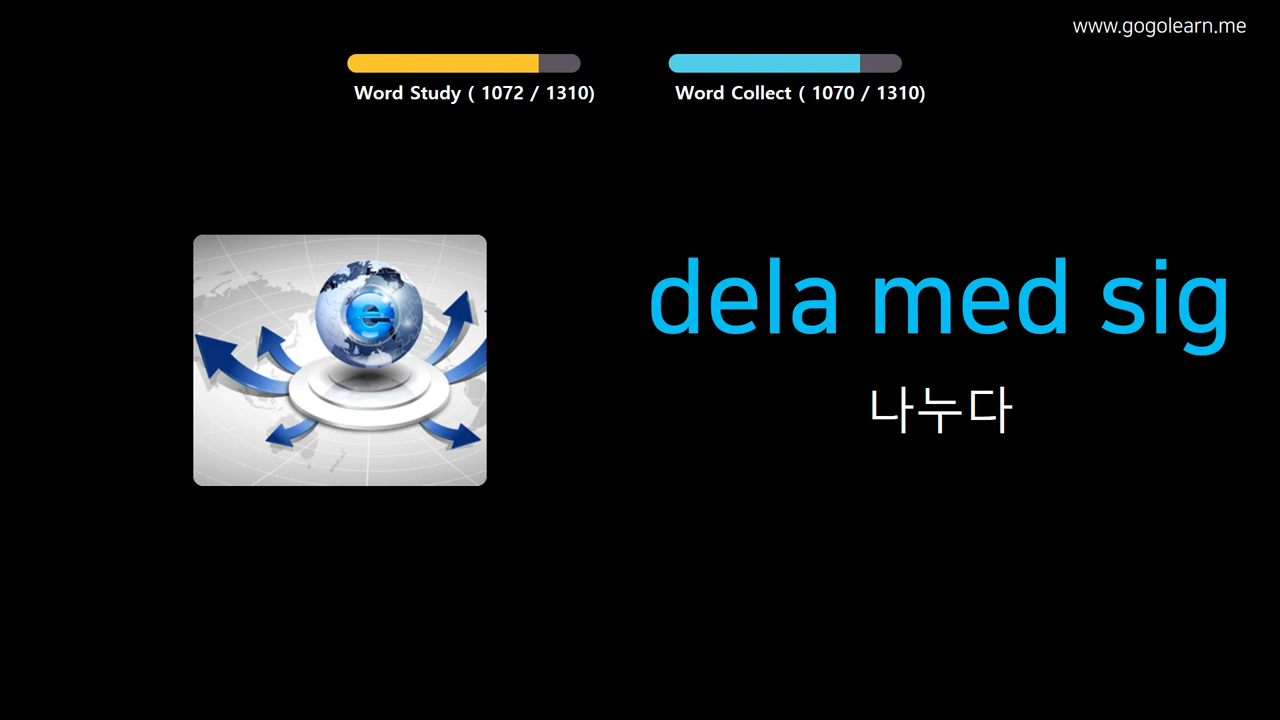 www.gogolearn.me
Word Study ( 1072 / 1310)
Word Collect ( 1070 / 1310)
e
dela med sig
나누다